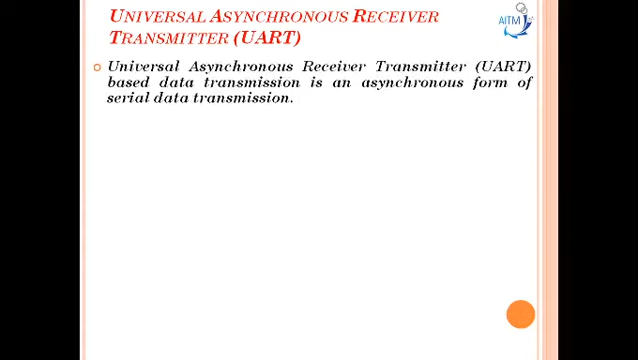 UNIVERSAL ASYNCHRONOUS RECEIVER
TRANSMITTER (UART)
AITM
Universal Asynchronous Receiver Transmitter (UART)
based data transmission is an asynchronous form of
serial data transmission.